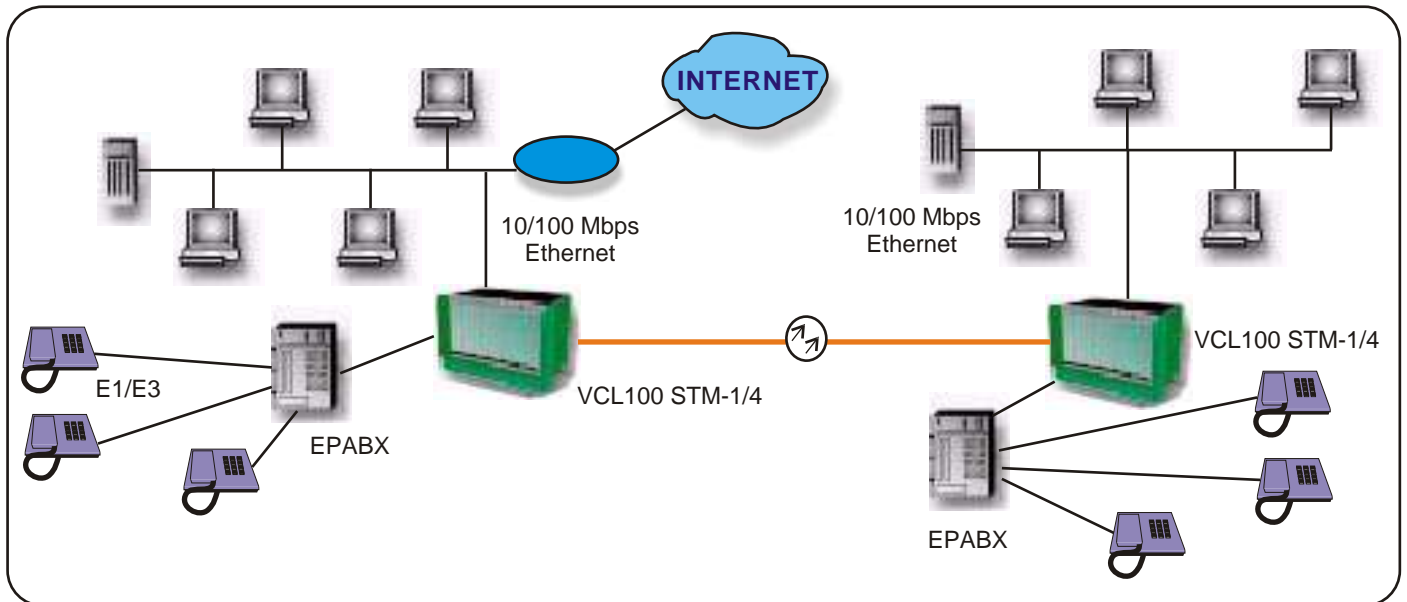 INTERNET
10/100 Mbps
Ethernet
10/100 Mbps
Ethernet
VCL100 STM-1/4
VCL100 STM-1/4
E1/E3
EPABX
EPABX